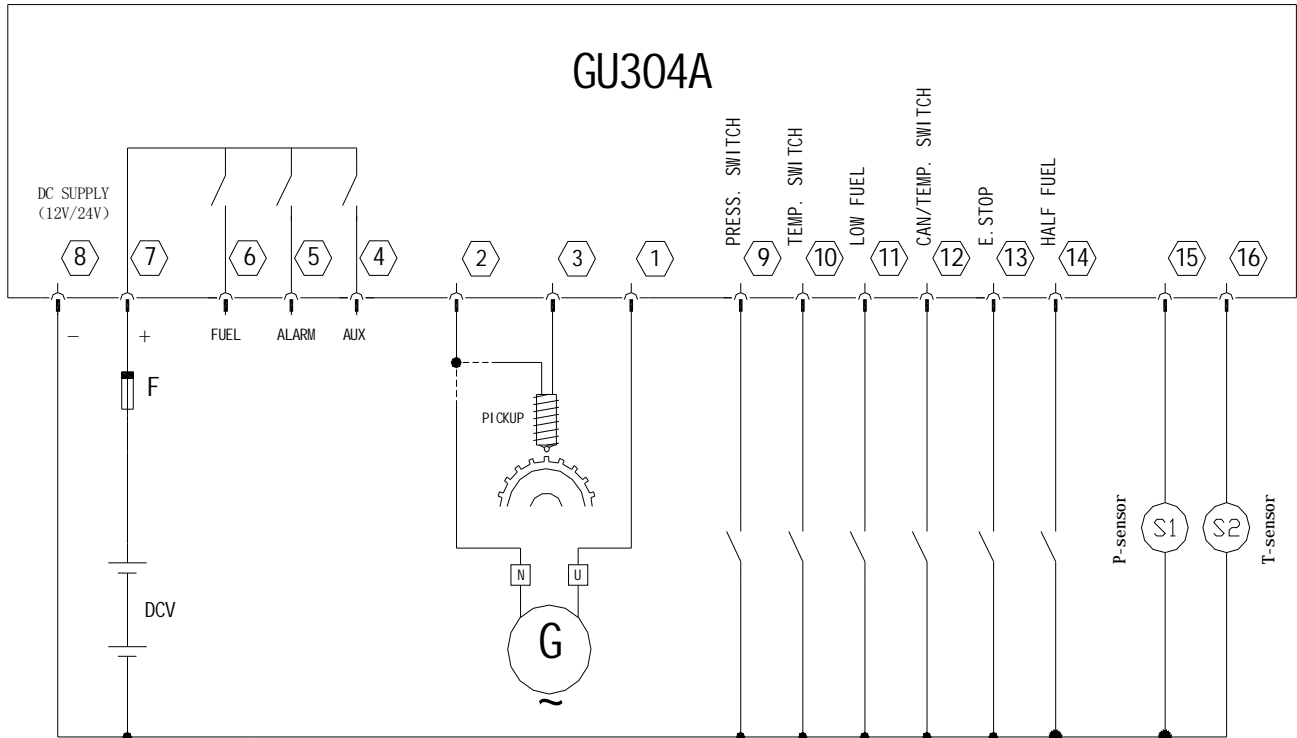 GU304A
DC SUPPLY
(12V/24V)
PRESS. SWITCH
TEMP. SWITCH
LOW FUEL
CAN/TEMP. SWITCH
E.STOP
HALF FUEL
8
7
6
5
4
2
3
1
9
10
11
12
13
14
15
16
−
+
FUEL
ALARM
AUX
F
PICKUP
P-sensor
S1
S2
T-sensor
N
U
DCV
G
~